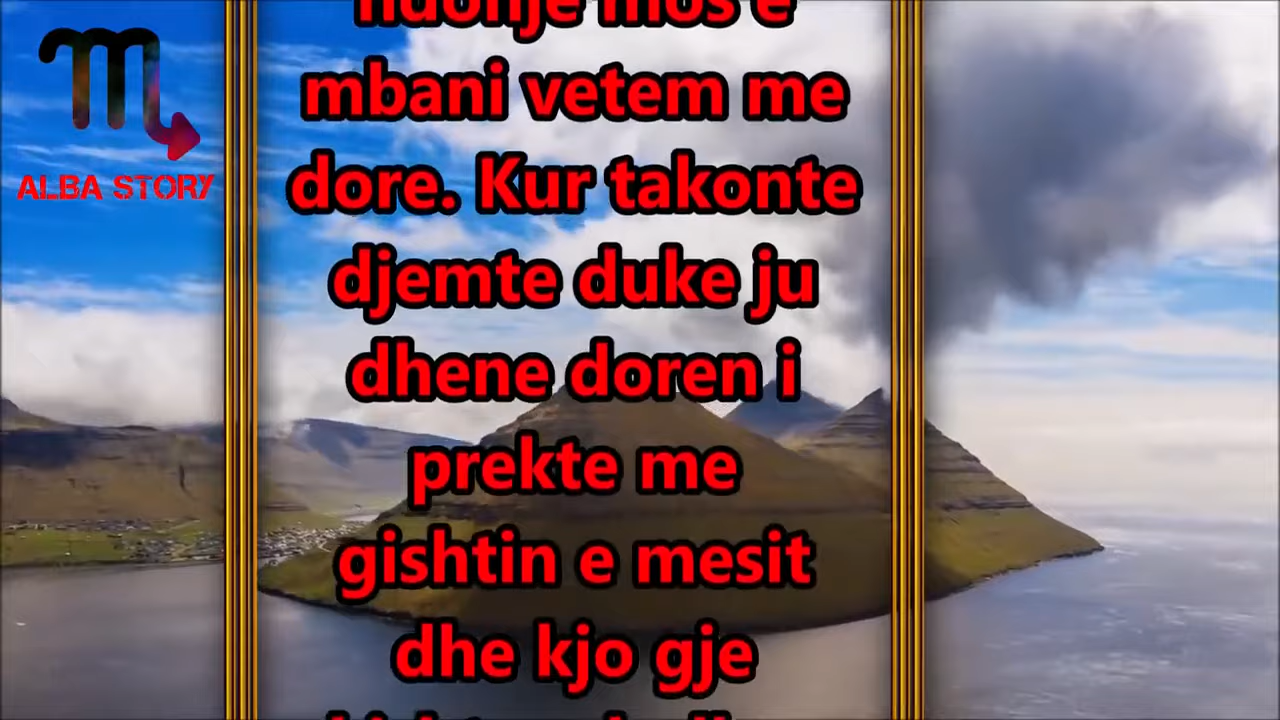 ALBA STORY
mbani vetem me
dore. Kur takonte
djemte duke ju
dhene doren i
prekte me
gishtin e mesit
dhe kjo gje